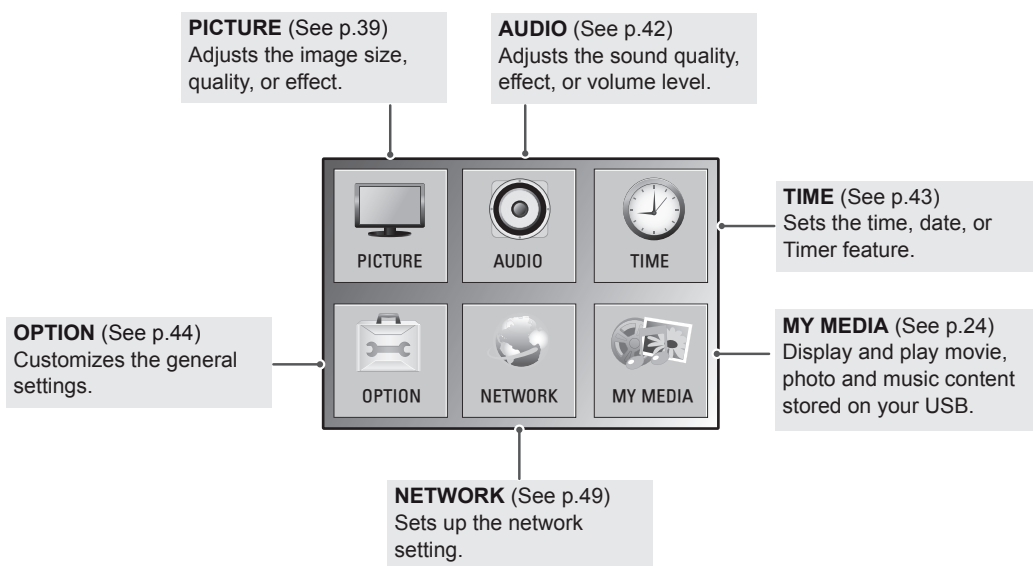 PICTURE (See p.39)
Adjusts the image size,
quality, or effect.
AUDIO (See p.42)
Adjusts the sound quality,
effect, or volume level.
PICTURE
AUDIO
TIME
TIME (See p.43)
Sets the time, date, or
Timer feature.
OPTION (See p.44)
Customizes the general
settings.
OPTION
NETWORK
MY MEDIA
MY MEDIA (See p.24)
Display and play movie,
photo and music content
stored on your USB.
NETWORK (See p.49)
Sets up the network
setting.